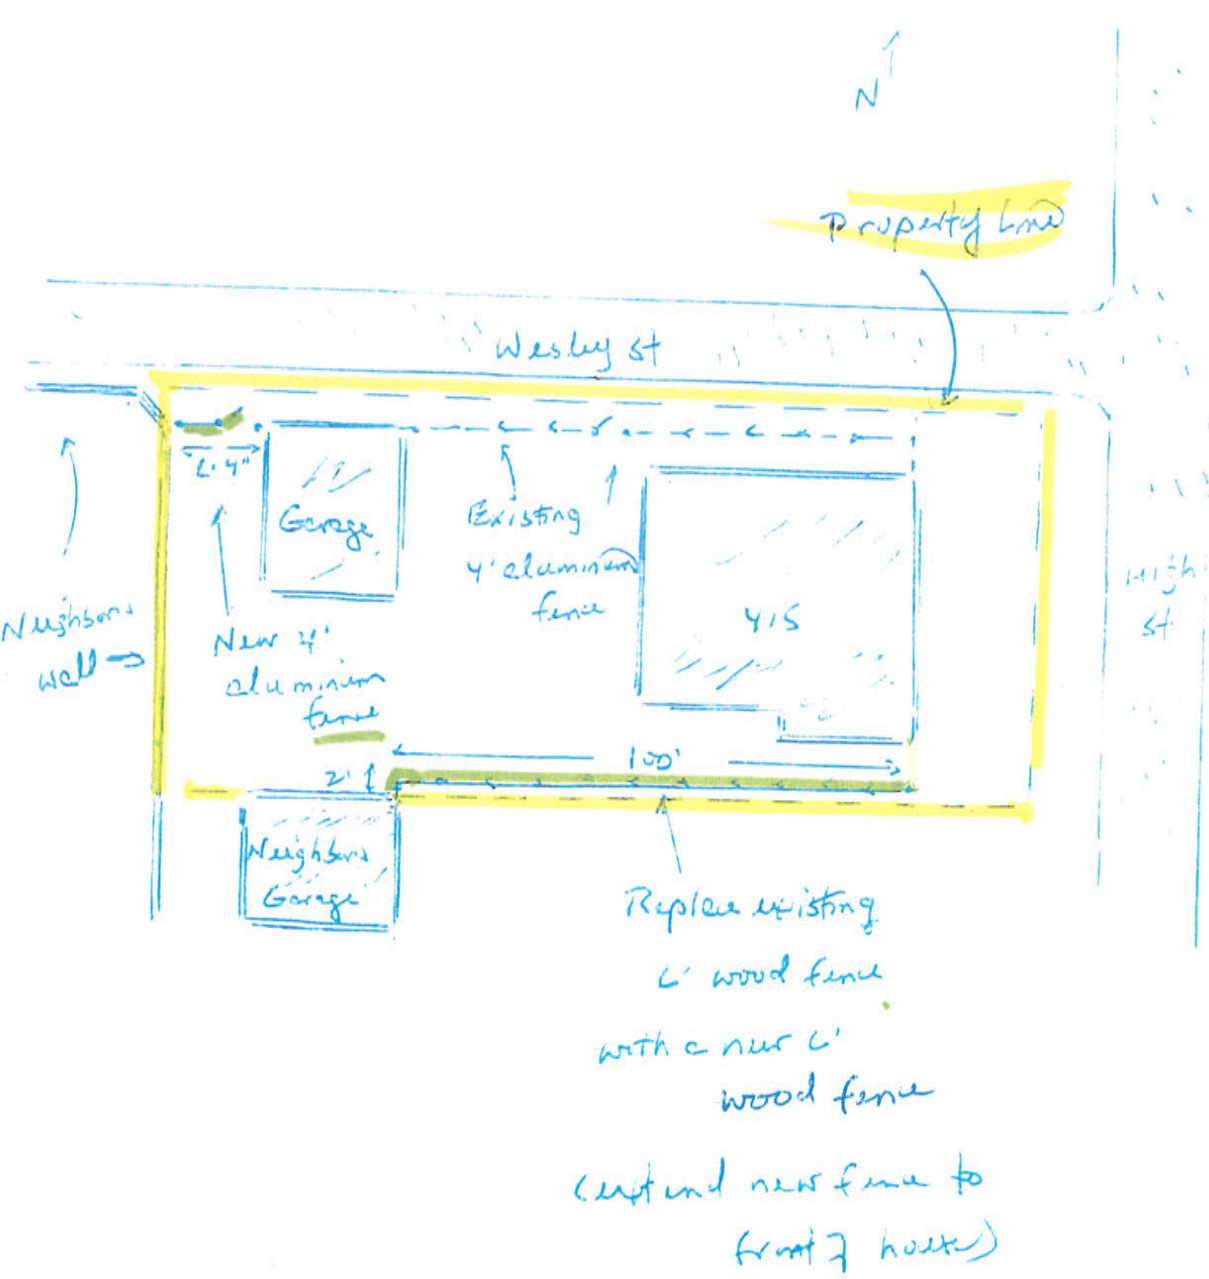 N
Property Line
Wesley St
6'4"
Garage
Existing
4' aluminum
fence
415
High
St
Neighbors
wall
New 4'
aluminum
fence
100'
2'
Neighbors
Garage
Replace existing
6' wood fence
with a new 6'
wood fence
(extend new fence to
front of house)